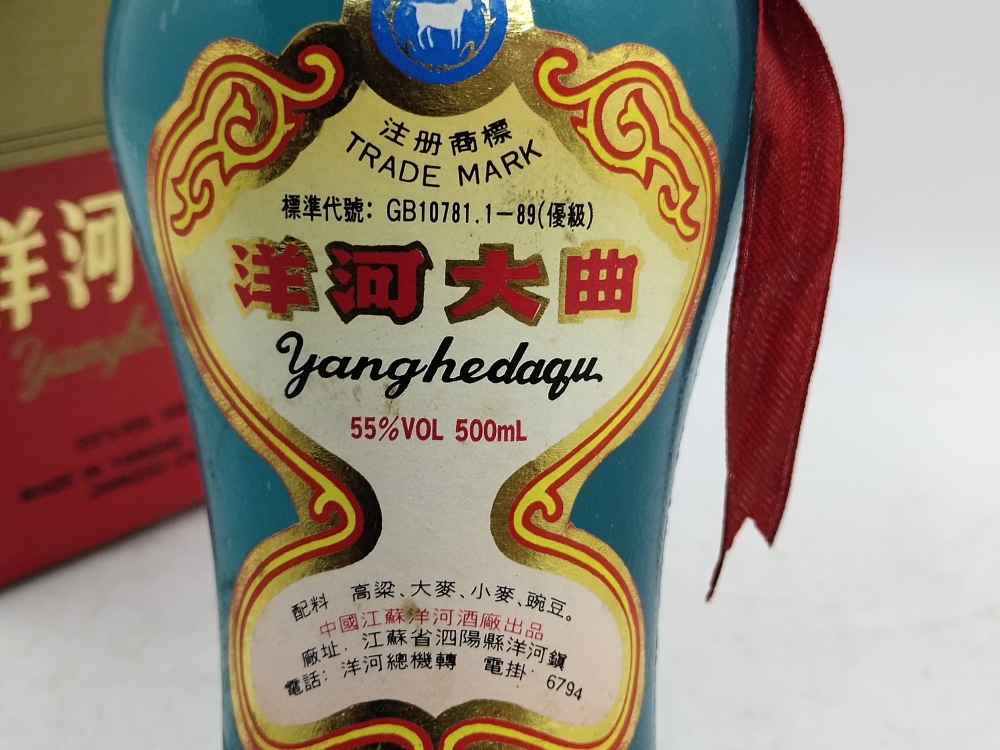 注册商標
TRADE MARK
標準代號: GB10781.1-89(優級)
洋河大曲
Yanghedaqu
55%VOL 500mL
配料 高粱、大麥、小麥、豌豆。
中國江蘇洋河酒廠出品
廠址: 江蘇省泗陽縣洋河鎮
電話: 洋河總機轉 電掛: 6794
洋河